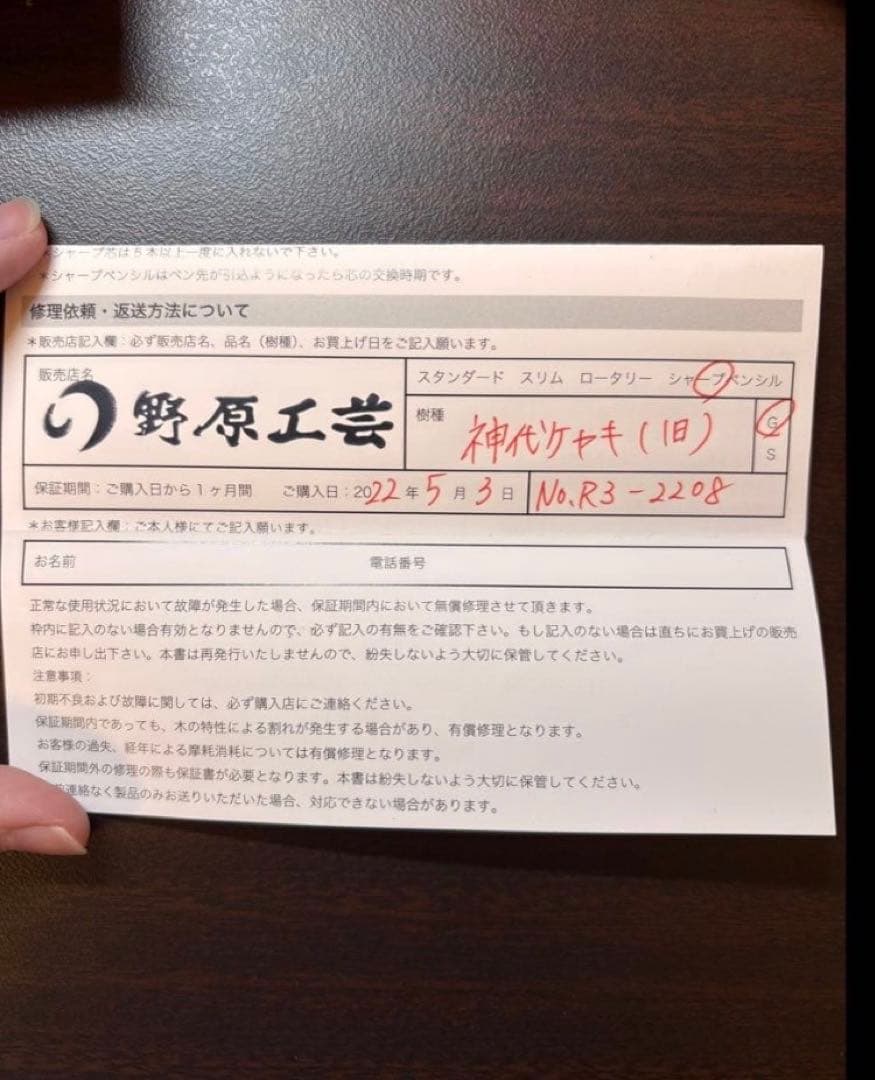 *シャープ芯は5本以上一度に入れないで下さい。
*シャープペンシルはペン先が引込ようになったら芯の交換時期です。
修理依頼・返送方法について
*販売店記入欄：必ず販売店名、品名（樹種）、お買上げ日をご記入願います。
販売店名
野原工芸
スタンダード スリム ロータリー シャープペンシル
樹種
神代ケヤキ（旧）
G
S
保証期間：ご購入日から1ヶ月間 ご購入日：2022年5月3日
No.R3-2208
*お客様記入欄：ご本人様にてご記入願います。
お名前 電話番号
正常な使用状況において故障が発生した場合、保証期間内において無償修理させて頂きます。
枠内に記入のない場合有効となりませんので、必ず記入の有無をご確認下さい。もし記入のない場合は直ちにお買上げの販売
店にお申し出下さい。本書は再発行いたしませんので、紛失しないよう大切に保管してください。
注意事項：
初期不良および故障に関しては、必ず購入店にご連絡ください。
保証期間内であっても、木の特性による割れが発生する場合があり、有償修理となります。
お客様の過失、経年による摩耗消耗については有償修理となります。
保証期間外の修理の際も保証書が必要となります。本書は紛失しないよう大切に保管してください。
連絡なく製品のみお送りいただいた場合、対応できない場合があります。